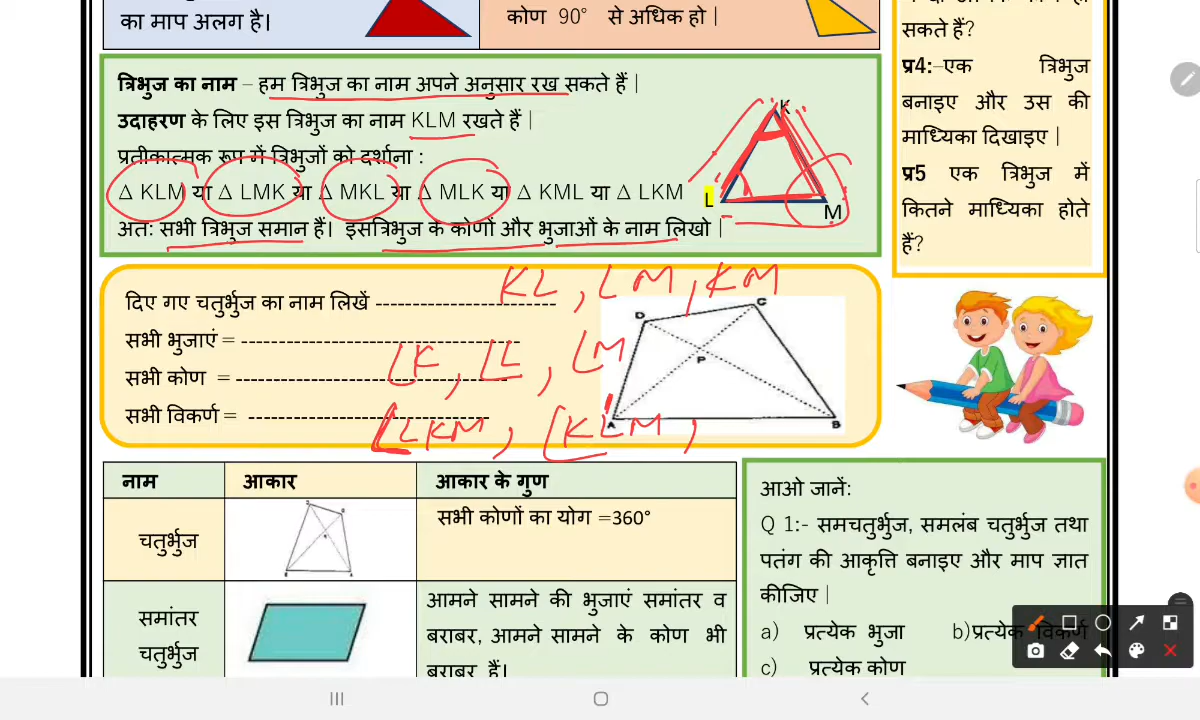 का माप अलग है।
कोण 90° से अधिक हो |
सकते हैं?
प्र4:–एक त्रिभुज
बनाइए और उस की
माध्यिका दिखाइए |
प्र5 एक त्रिभुज में
कितने माध्यिका होते
हैं?
त्रिभुज का नाम – हम त्रिभुज का नाम अपने अनुसार रख सकते हैं |
उदाहरण के लिए इस त्रिभुज का नाम KLM रखते हैं |
प्रतीकात्मक रूप में त्रिभुजों को दर्शाना :
Δ KLM या Δ LMK या Δ MKL या Δ MLK या Δ KML या Δ LKM
अत: सभी त्रिभुज समान हैं। इसत्रिभुज के कोणों और भुजाओं के नाम लिखो |
K
L
M
KL, LM, KM
दिए गए चतुर्भुज का नाम लिखें ------------------------
सभी भुजाएं = --------------------------------------
∠K, ∠L, ∠M
सभी कोण = -------------------------------------
सभी विकर्ण = ---------------------------------
∠LKM, ∠KLM,
D
C
P
A
B
नाम
आकार
आकार के गुण
चतुर्भुज
सभी कोणों का योग =360°
समांतर
चतुर्भुज
आमने सामने की भुजाएं समांतर व
बराबर, आमने सामने के कोण भी
बराबर हैं।
आओ जानें:
Q 1:- समचतुर्भुज, समलंब चतुर्भुज तथा
पतंग की आकृत्ति बनाइए और माप ज्ञात
कीजिए |
a) प्रत्येक भुजा b)प्रत्येक विकर्ण
c) प्रत्येक कोण